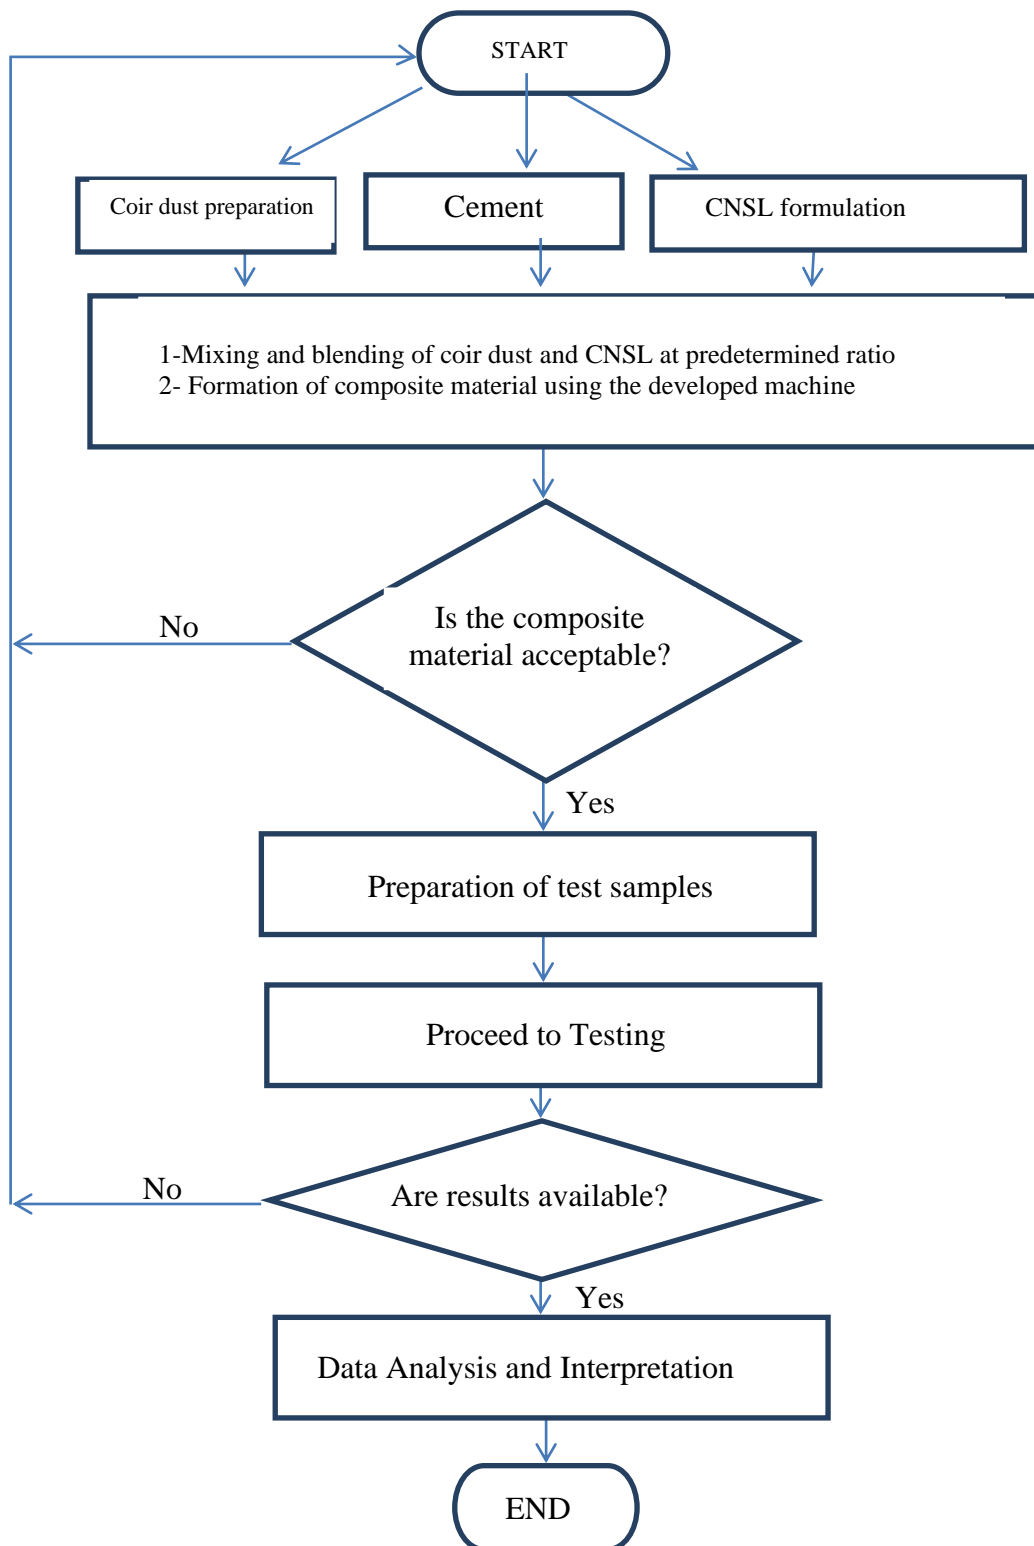 START
Coir dust preparation
Cement
CNSL formulation
1-Mixing and blending of coir dust and CNSL at predetermined ratio
2- Formation of composite material using the developed machine
Is the composite
material acceptable?
No
Yes
Preparation of test samples
Proceed to Testing
Are results available?
No
Yes
Data Analysis and Interpretation
END